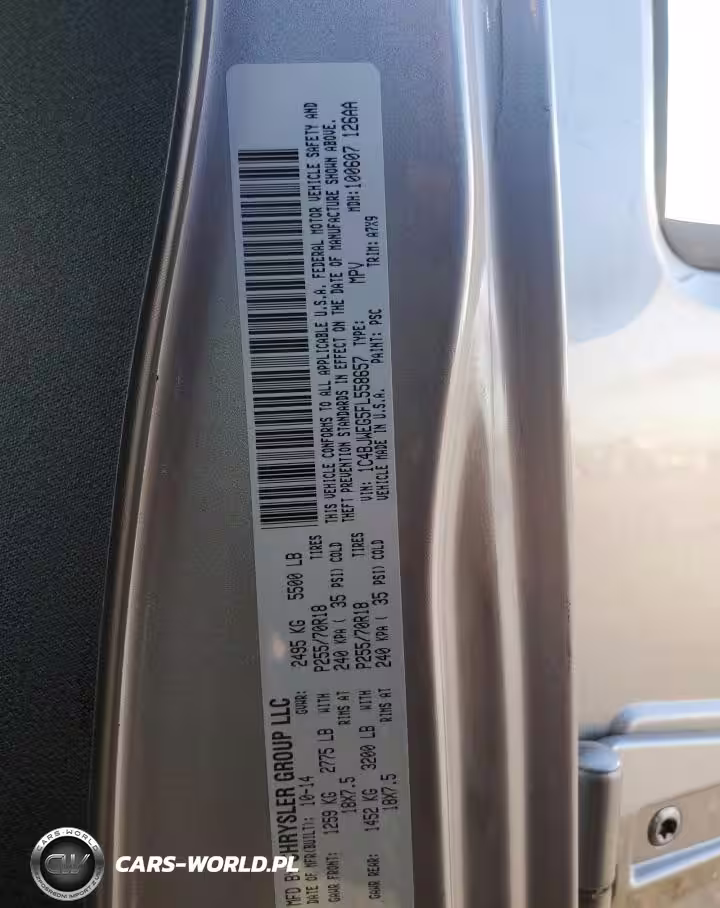 MFD BY CHRYSLER GROUP LLC
DATE OF MFR(BUILT): 10-14 GVWR: 2495 KG 5500 LB
GAWR FRONT: 1259 KG 2775 LB WITH P255/70R18 TIRES
18X7.5 RIMS AT 240 KPA ( 35 PSI) COLD
GAWR REAR: 1452 KG 3200 LB WITH P255/70R18 TIRES
18X7.5 RIMS AT 240 KPA ( 35 PSI) COLD
THIS VEHICLE CONFORMS TO ALL APPLICABLE U.S.A. FEDERAL MOTOR VEHICLE SAFETY AND
THEFT PREVENTION STANDARDS IN EFFECT ON THE DATE OF MANUFACTURE SHOWN ABOVE.
VIN: 1C4BJWEG5FL558657 TYPE: MPV MDH:100607 126AA
VEHICLE MADE IN U.S.A. PAINT: PSC TRIM: A7X9
CARS-WORLD
CW
CARS-WORLD.PL